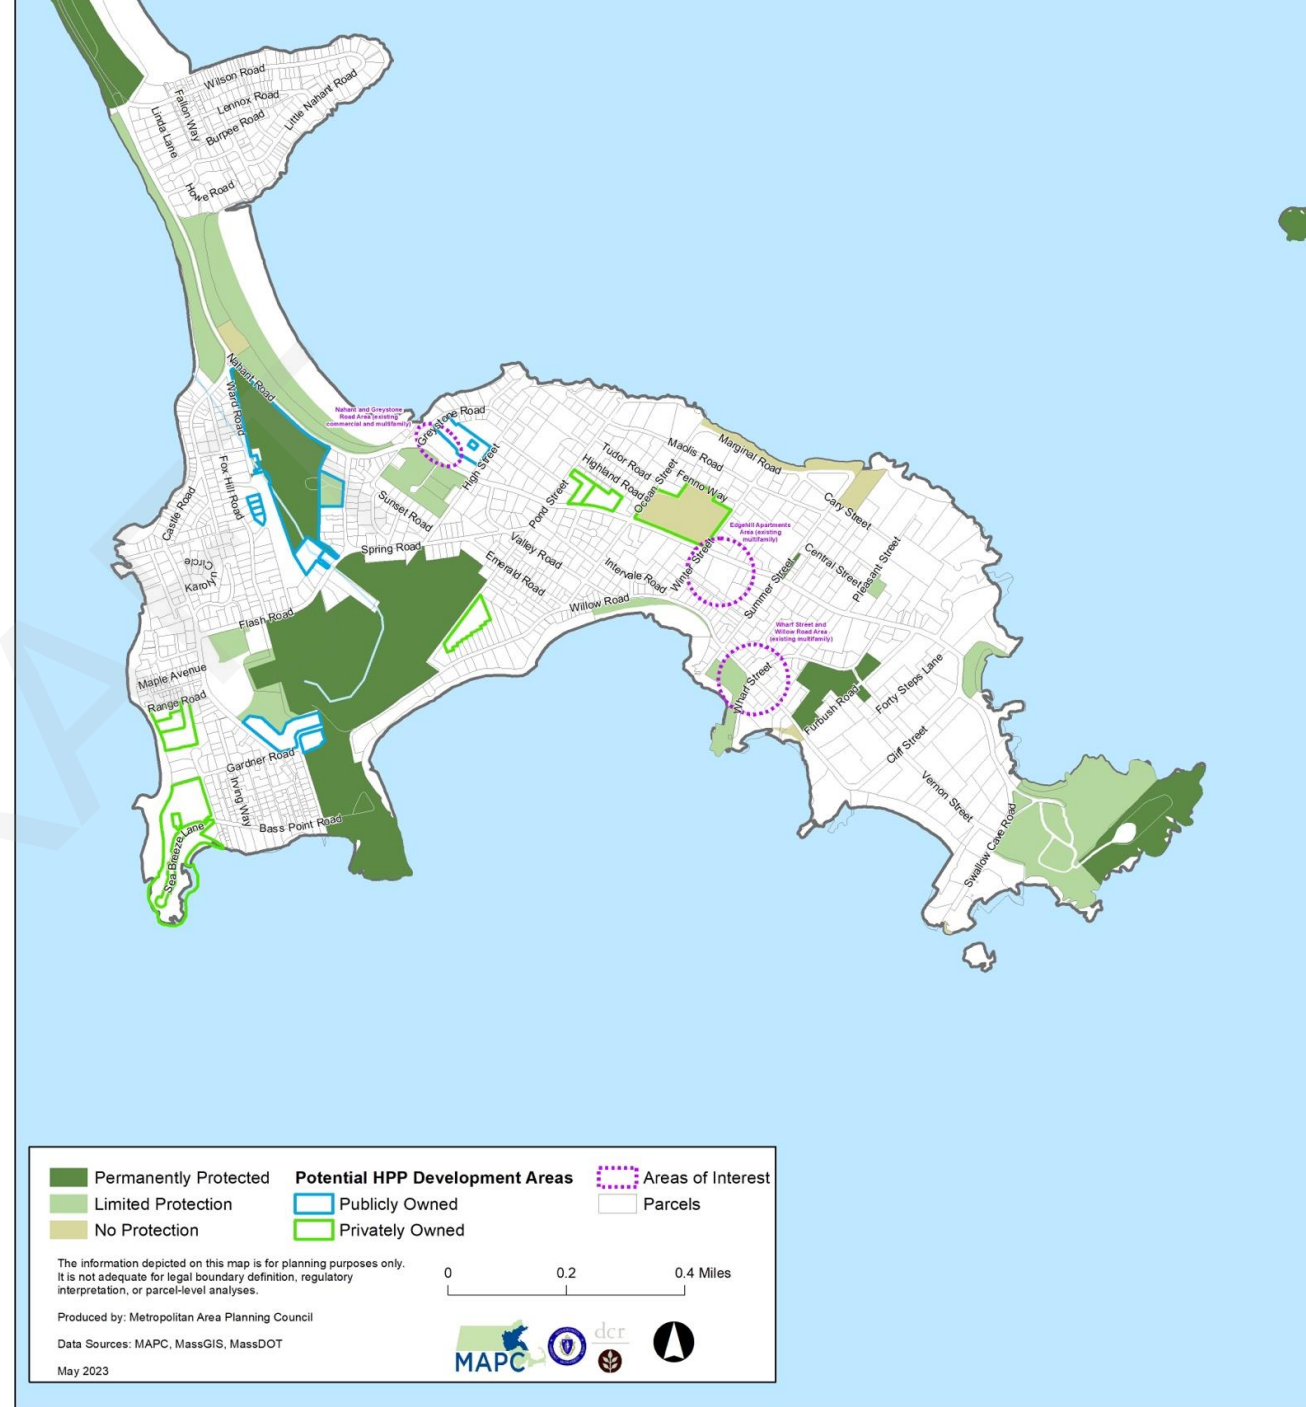 Wilson Road
Lennox Road
Little Nahant Road
Fallon Way
Linda Lane
Burpee Road
Howe Road
Nahant Road
Ward Road
Nahant and Greystone
Road Area (existing
commercial and multifamily)
Greystone Road
High Street
Fox Hill Road
Castle Road
Sunset Road
Spring Road
Pond Street
Tudor Road
Highland Road
Ocean Street
Maolis Road
Fenno Way
Marginal Road
Cary Street
Edgehill Apartments
Area (existing
multifamily)
Valley Road
Emerald Road
Intervale Road
Winter Street
Willow Road
Summer Street
Central Street
Pleasant Street
Circle
Karo
Flash Road
Wharf Street and
Willow Road Area
(existing multifamily)
Wharf Street
Furbush Road
Forty Steps Lane
Cliff Street
Vernon Street
Swallow Cave Road
Maple Avenue
Range Road
Gardner Road
Irving Way
Bass Point Road
Sea Breeze Lane
Permanently Protected
Limited Protection
No Protection
Potential HPP Development Areas
Publicly Owned
Privately Owned
Areas of Interest
Parcels
The information depicted on this map is for planning purposes only.
It is not adequate for legal boundary definition, regulatory
interpretation, or parcel-level analyses.
Produced by: Metropolitan Area Planning Council
Data Sources: MAPC, MassGIS, MassDOT
May 2023
0 0.2 0.4 Miles
MAPC
dcr